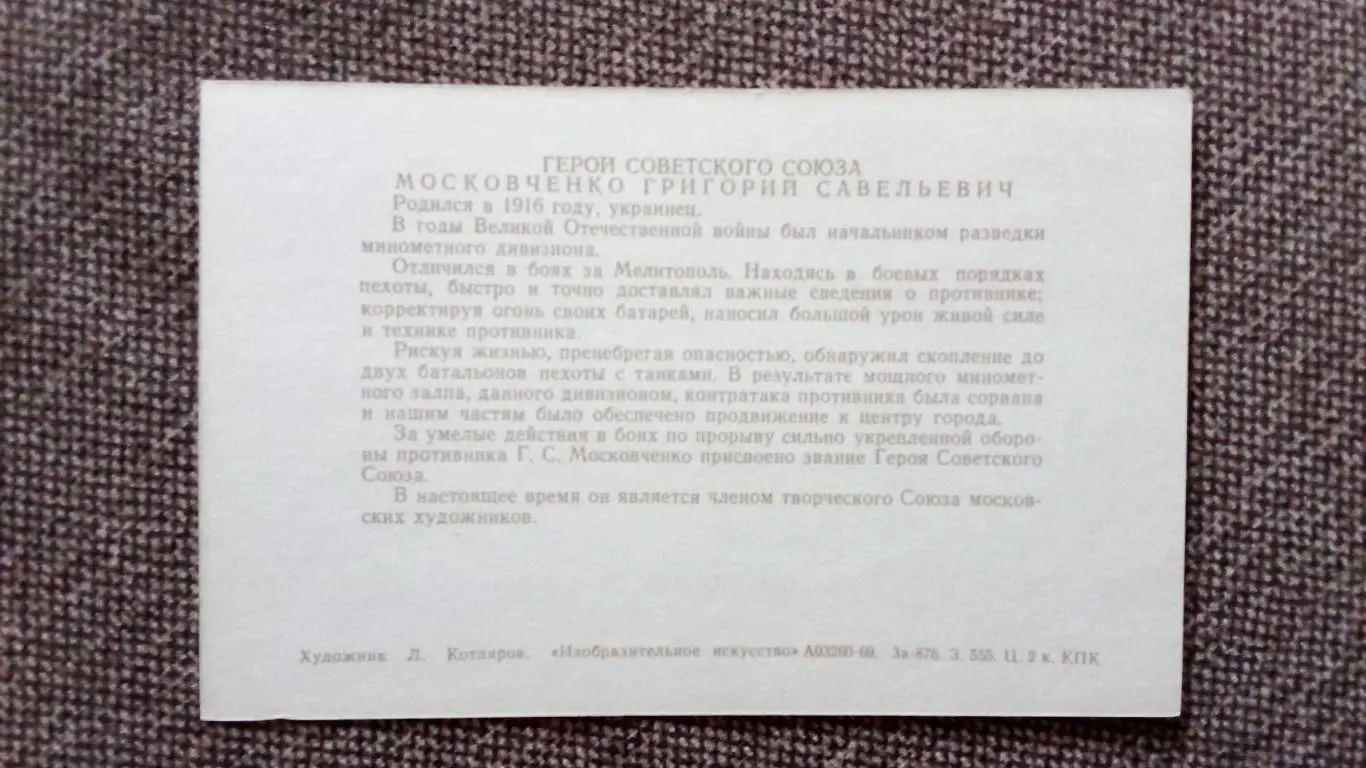 ГЕРОЙ СОВЕТСКОГО СОЮЗА
МОСКОВЧЕНКО ГРИГОРИЙ САВЕЛЬЕВИЧ
Родился в 1916 году, украинец.
В годы Великой Отечественной войны был начальником разведки
минометного дивизиона.
Отличился в боях за Мелитополь. Находясь в боевых порядках
пехоты, быстро и точно доставлял важные сведения о противнике;
корректируя огонь своих батарей, наносил большой урон живой силе
и технике противника.
Рискуя жизнью, пренебрегая опасностью, обнаружил скопление до
двух батальонов пехоты с танками. В результате мощного миномет-
ного залпа, данного дивизионом, контратака противника была сорвана
и нашим частям было обеспечено продвижение к центру города.
За умелые действия в боях по прорыву сильно укрепленной оборо-
ны противника Г. С. Московченко присвоено звание Героя Советского
Союза.
В настоящее время он является членом творческого Союза москов-
ских художников.
Художник Л. Котляров. «Изобразительное искусство» А03260-69. За-876. З. 555. Ц. 2 к. КПК